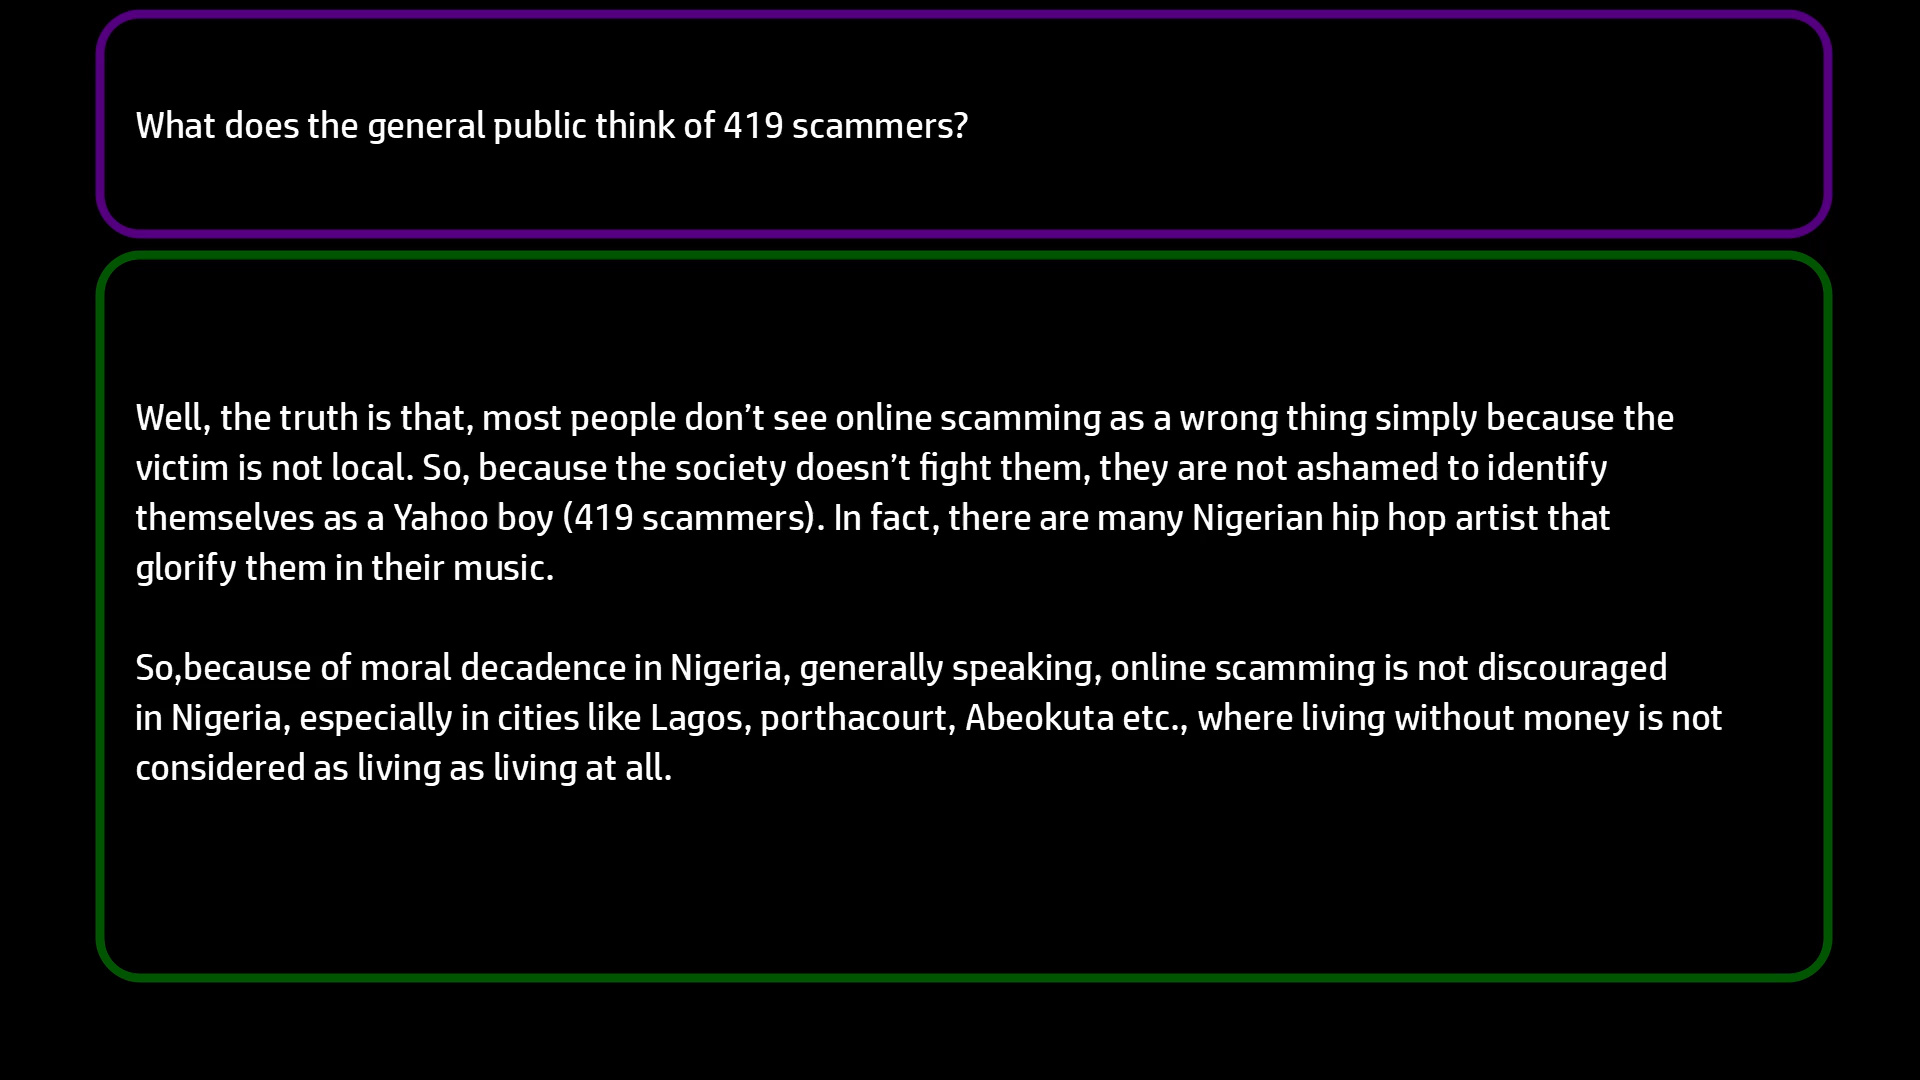 What does the general public think of 419 scammers?
Well, the truth is that, most people don’t see online scamming as a wrong thing simply because the
victim is not local. So, because the society doesn’t fight them, they are not ashamed to identify
themselves as a Yahoo boy (419 scammers). In fact, there are many Nigerian hip hop artist that
glorify them in their music.
So,because of moral decadence in Nigeria, generally speaking, online scamming is not discouraged
in Nigeria, especially in cities like Lagos, porthacourt, Abeokuta etc., where living without money is not
considered as living as living at all.